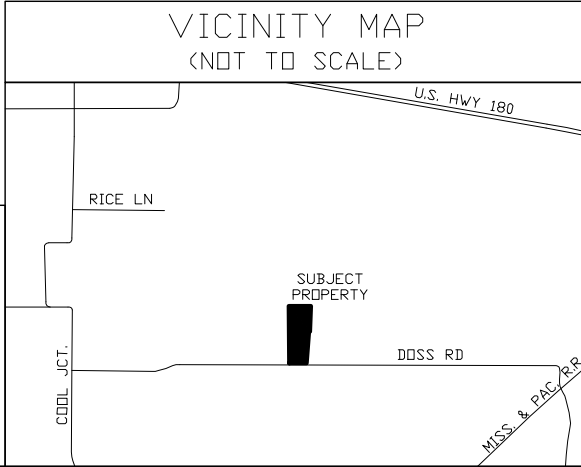 VICINITY MAP
(NOT TO SCALE)
U.S. HWY 180
RICE LN
SUBJECT
PROPERTY
DOSS RD
COOL JCT.
MISS. & PAC. R.R.